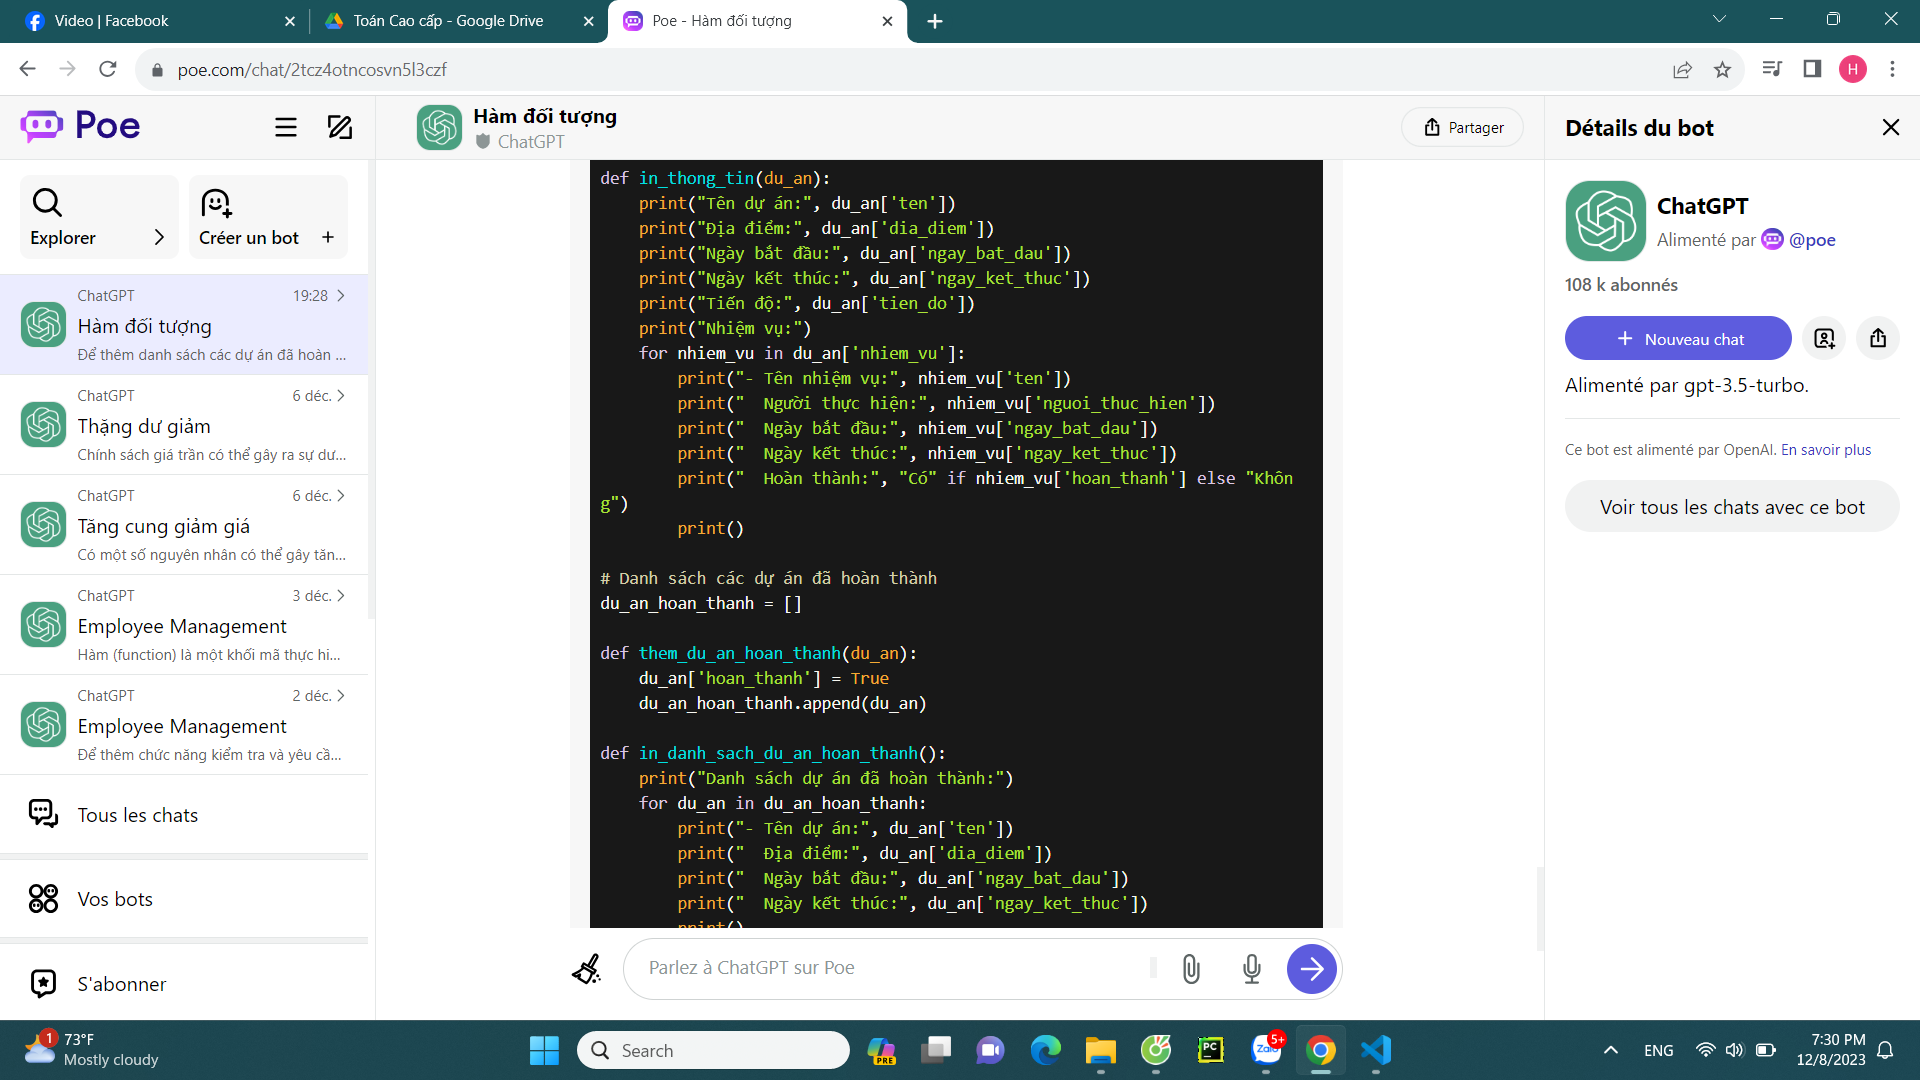 Video | Facebook
Toán Cao cấp - Google Drive
Poe - Hàm đối tượng
poe.com/chat/2tcz4otncosvn5l3czf
H
Poe
Explorer
Créer un bot +
ChatGPT 19:28
Hàm đối tượng
Để thêm danh sách các dự án đã hoàn ...
ChatGPT 6 déc.
Thặng dư giảm
Chính sách giá trần có thể gây ra sự dư...
ChatGPT 6 déc.
Tăng cung giảm giá
Có một số nguyên nhân có thể gây tăn...
ChatGPT 3 déc.
Employee Management
Hàm (function) là một khối mã thực hi...
ChatGPT 2 déc.
Employee Management
Để thêm chức năng kiểm tra và yêu cầ...
Tous les chats
Vos bots
S'abonner
Hàm đối tượng
ChatGPT
Partager
def in_thong_tin(du_an):
    print("Tên dự án:", du_an['ten'])
    print("Địa điểm:", du_an['dia_diem'])
    print("Ngày bắt đầu:", du_an['ngay_bat_dau'])
    print("Ngày kết thúc:", du_an['ngay_ket_thuc'])
    print("Tiến độ:", du_an['tien_do'])
    print("Nhiệm vụ:")
    for nhiem_vu in du_an['nhiem_vu']:
        print("- Tên nhiệm vụ:", nhiem_vu['ten'])
        print("  Người thực hiện:", nhiem_vu['nguoi_thuc_hien'])
        print("  Ngày bắt đầu:", nhiem_vu['ngay_bat_dau'])
        print("  Ngày kết thúc:", nhiem_vu['ngay_ket_thuc'])
        print("  Hoàn thành:", "Có" if nhiem_vu['hoan_thanh'] else "Khôn
g")
        print()
# Danh sách các dự án đã hoàn thành
du_an_hoan_thanh = []
def them_du_an_hoan_thanh(du_an):
    du_an['hoan_thanh'] = True
    du_an_hoan_thanh.append(du_an)
def in_danh_sach_du_an_hoan_thanh():
    print("Danh sách dự án đã hoàn thành:")
    for du_an in du_an_hoan_thanh:
        print("- Tên dự án:", du_an['ten'])
        print("  Địa điểm:", du_an['dia_diem'])
        print("  Ngày bắt đầu:", du_an['ngay_bat_dau'])
        print("  Ngày kết thúc:", du_an['ngay_ket_thuc'])
        print()
Parlez à ChatGPT sur Poe
Détails du bot
ChatGPT
Alimenté par @poe
108 k abonnés
+ Nouveau chat
Alimenté par gpt-3.5-turbo.
Ce bot est alimenté par OpenAI. En savoir plus
Voir tous les chats avec ce bot
1
73°F
Mostly cloudy
Search
PRE
PC
Zalo
5+
ENG
7:30 PM
12/8/2023